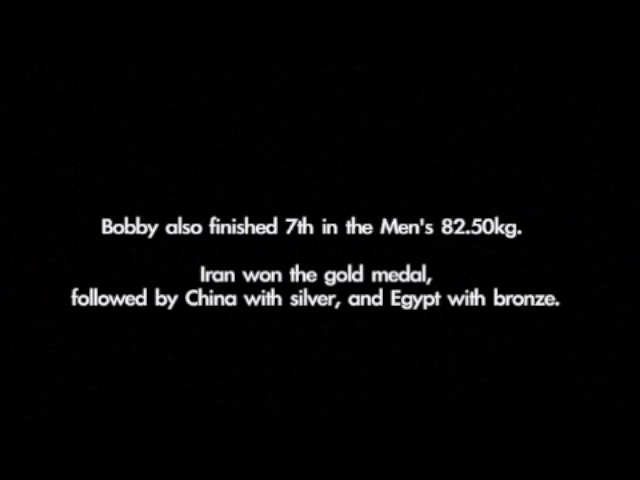 Bobby also finished 7th in the Men's 82.50kg.
Iran won the gold medal,
followed by China with silver, and Egypt with bronze.